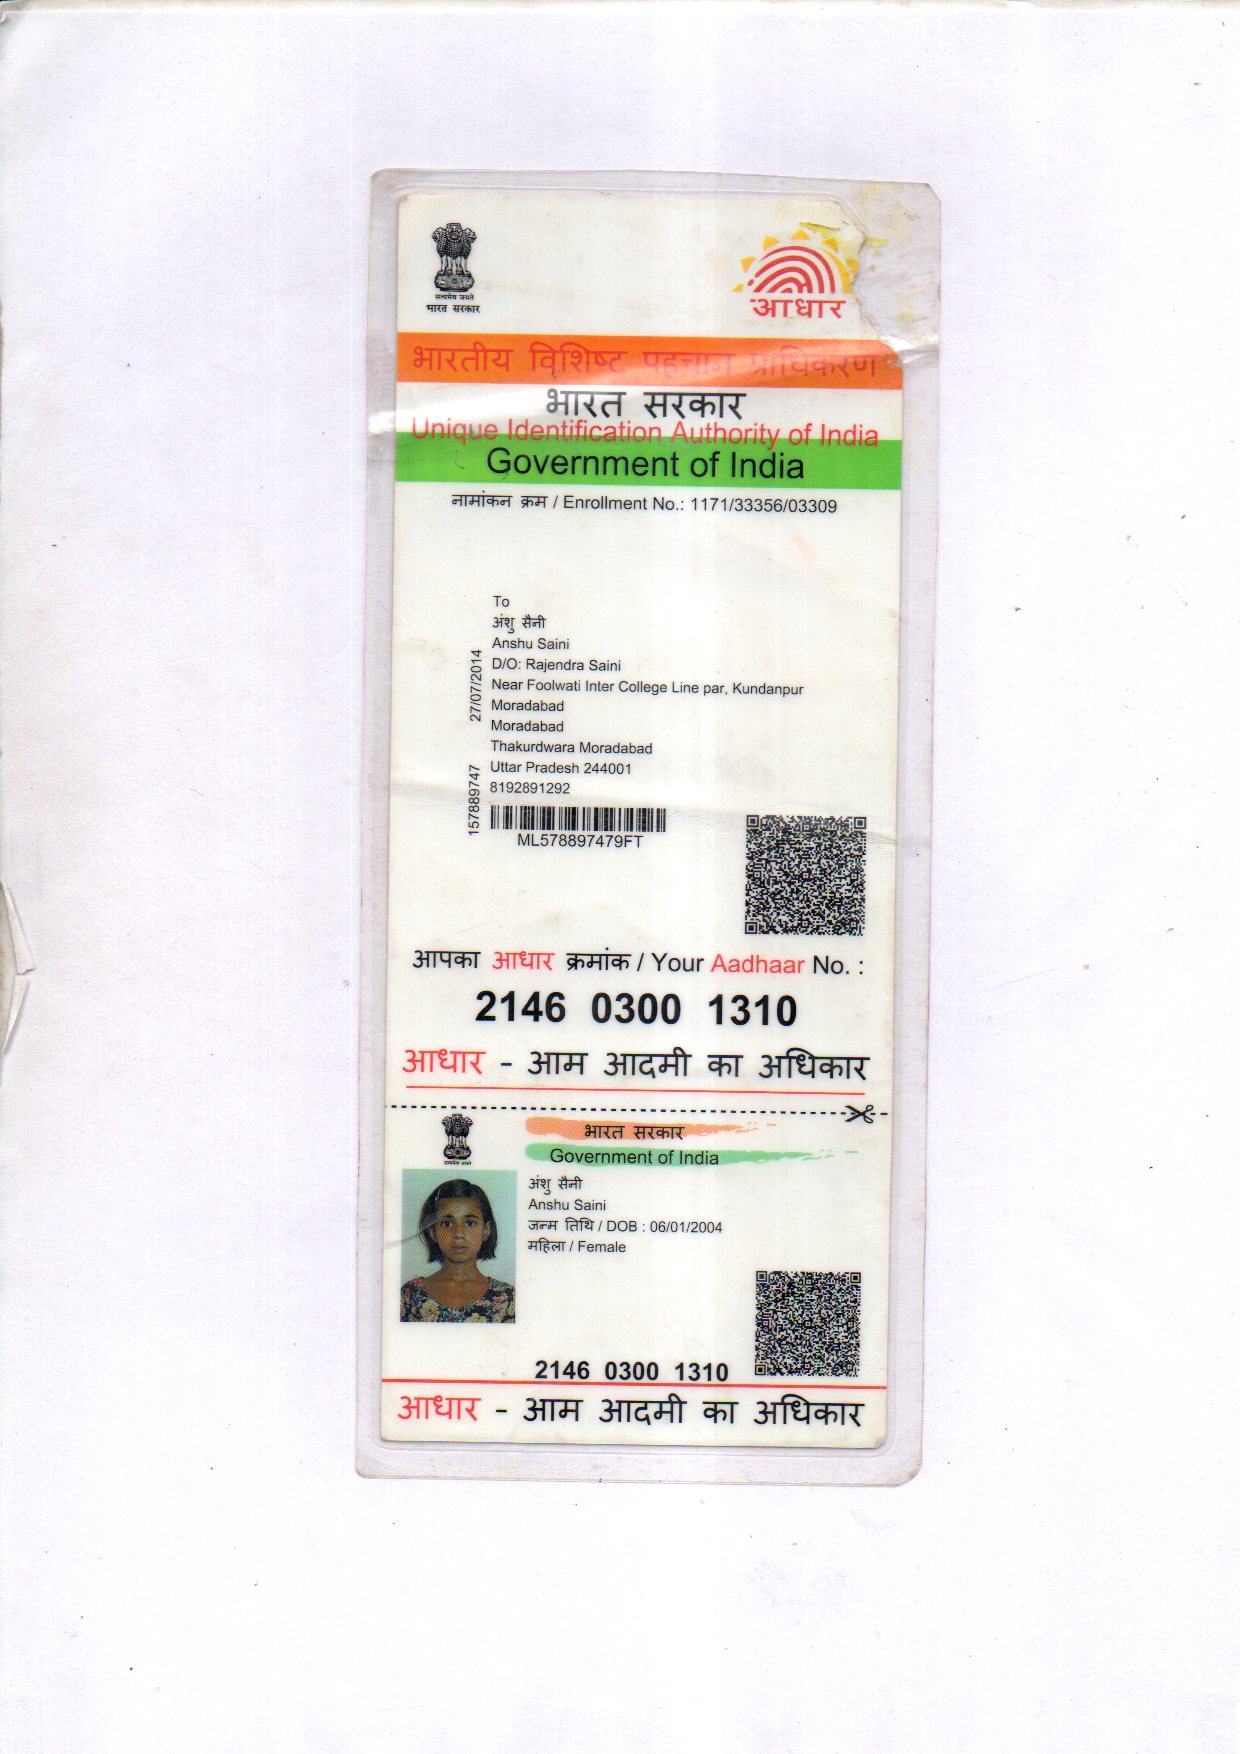 सत्यमेव जयते
भारत सरकार
आधार
भारतीय विशिष्ट पहचान प्राधिकरण
भारत सरकार
Unique Identification Authority of India
Government of India
नामांकन क्रम / Enrollment No.: 1171/33356/03309
To
अंशु सैनी
Anshu Saini
D/O: Rajendra Saini
Near Foolwati Inter College Line par, Kundanpur
Moradabad
Moradabad
Thakurdwara Moradabad
Uttar Pradesh 244001
8192891292
27/07/2014
157889747
ML578897479FT
आपका आधार क्रमांक / Your Aadhaar No. :
2146 0300 1310
आधार - आम आदमी का अधिकार
सत्यमेव जयते
भारत सरकार
Government of India
अंशु सैनी
Anshu Saini
जन्म तिथि / DOB : 06/01/2004
महिला / Female
2146 0300 1310
आधार - आम आदमी का अधिकार